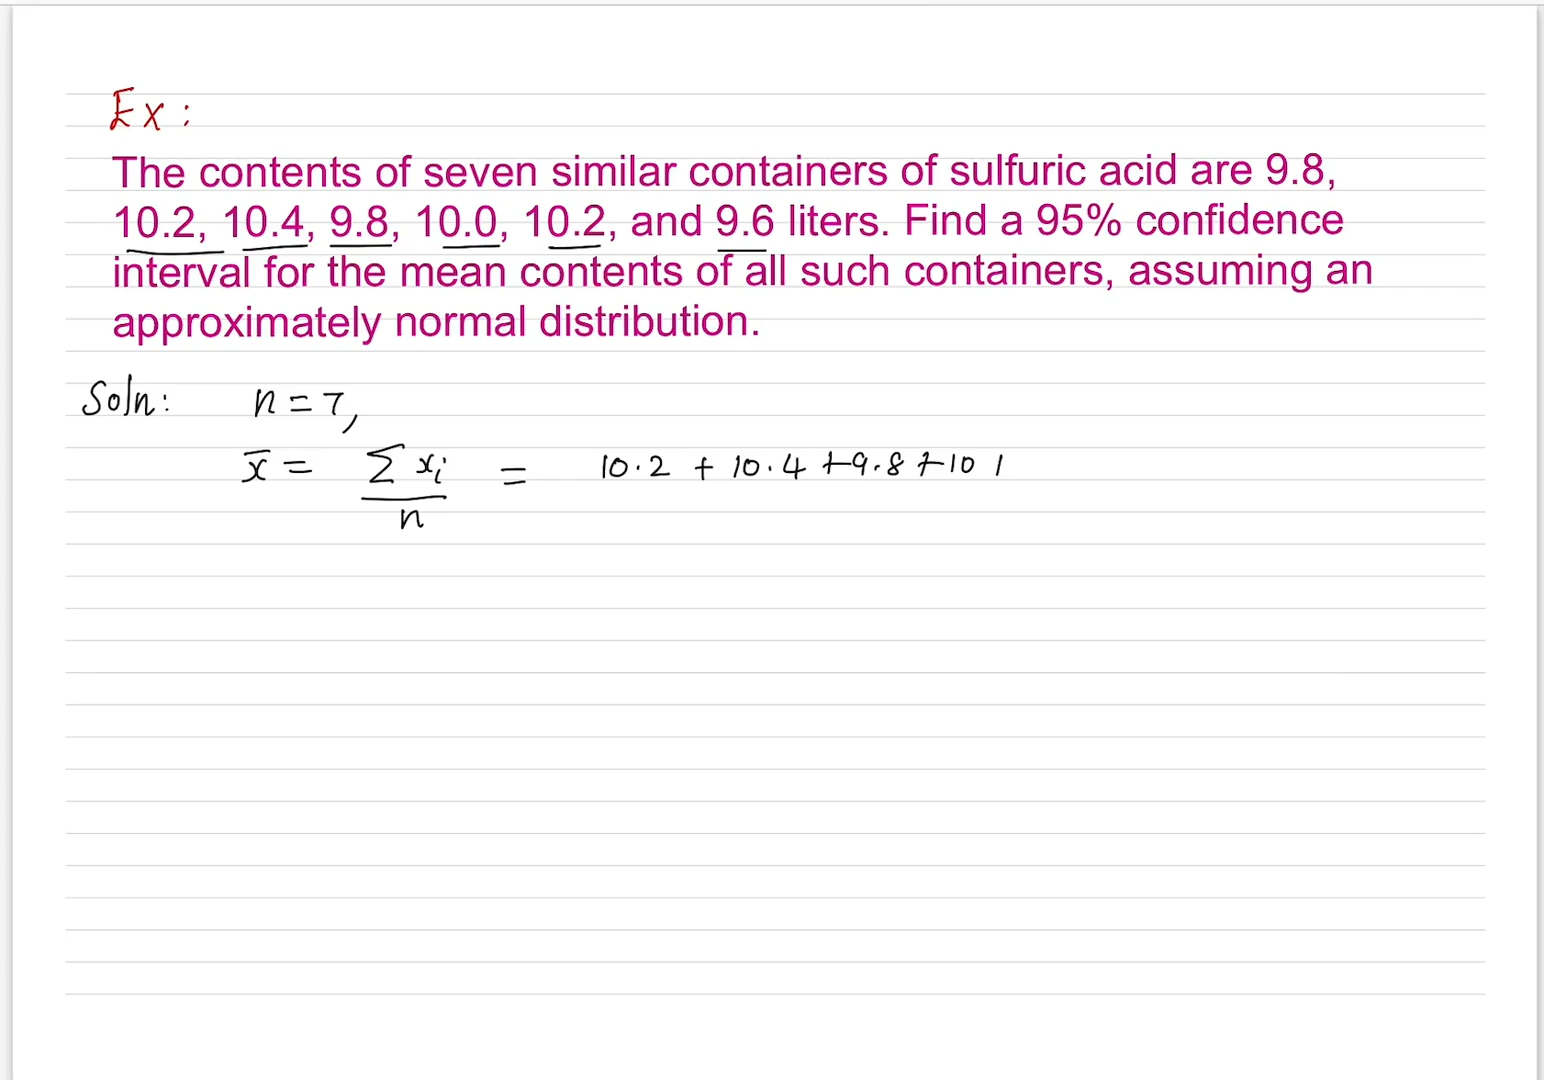 Ex:
The contents of seven similar containers of sulfuric acid are 9.8,
10.2, 10.4, 9.8, 10.0, 10.2, and 9.6 liters. Find a 95% confidence
interval for the mean contents of all such containers, assuming an
approximately normal distribution.
Soln: n = 7,
x̄ = Σ xi / n = 10.2 + 10.4 + 9.8 + 10 1